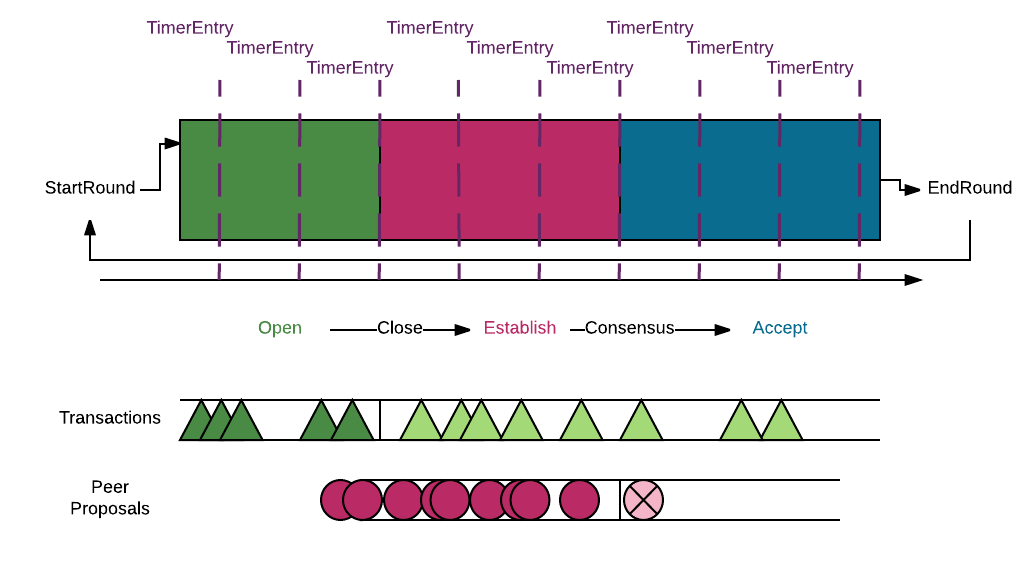 TimerEntry TimerEntry TimerEntry
TimerEntry TimerEntry TimerEntry
TimerEntry TimerEntry TimerEntry
StartRound EndRound
Open Close Establish Consensus Accept
Transactions
Peer
Proposals